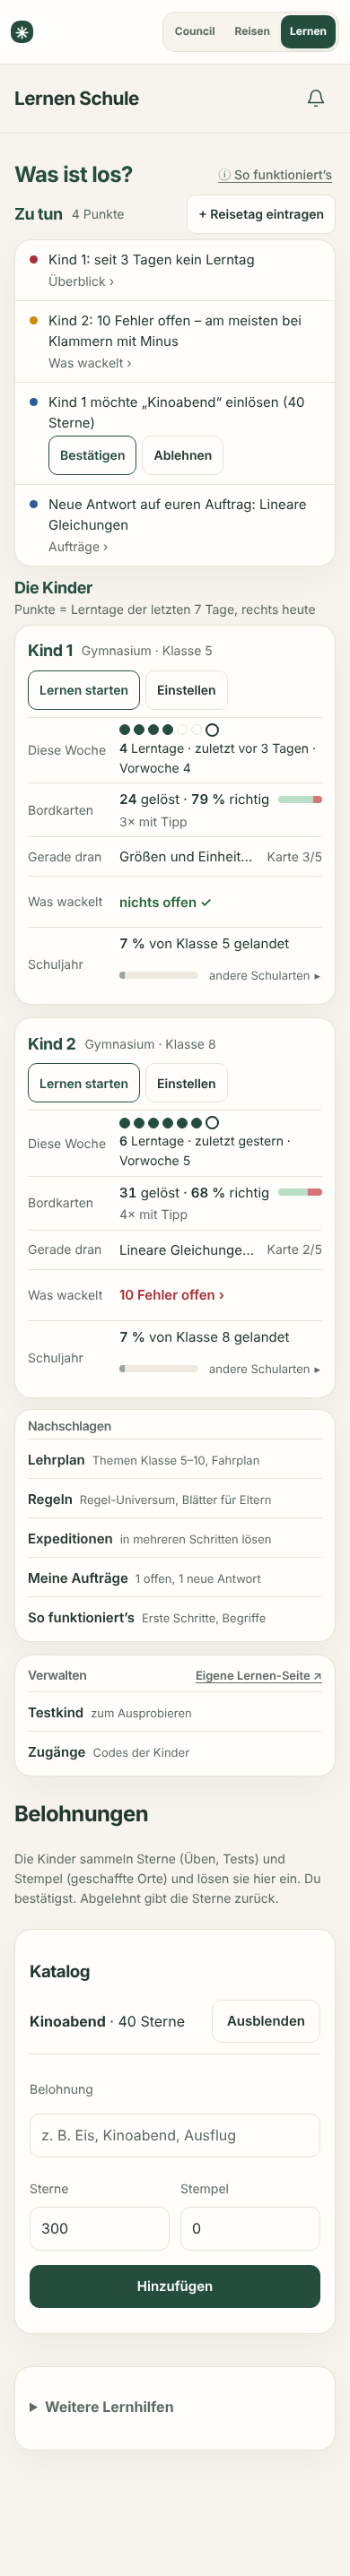 Council Reisen Lernen
Lernen Schule
Was ist los?
ⓘ So funktioniert’s
Zu tun 4 Punkte
+ Reisetag eintragen
Kind 1: seit 3 Tagen kein Lerntag
Überblick ›
Kind 2: 10 Fehler offen – am meisten bei
Klammern mit Minus
Was wackelt ›
Kind 1 möchte „Kinoabend“ einlösen (40
Sterne)
Bestätigen Ablehnen
Neue Antwort auf euren Auftrag: Lineare
Gleichungen
Aufträge ›
Die Kinder
Punkte = Lerntage der letzten 7 Tage, rechts heute
Kind 1 Gymnasium · Klasse 5
Lernen starten Einstellen
Diese Woche
4 Lerntage · zuletzt vor 3 Tagen ·
Vorwoche 4
Bordkarten
24 gelöst · 79 % richtig
3× mit Tipp
Gerade dran Größen und Einheit… Karte 3/5
Was wackelt nichts offen ✓
Schuljahr
7 % von Klasse 5 gelandet
andere Schularten ▸
Kind 2 Gymnasium · Klasse 8
Lernen starten Einstellen
Diese Woche
6 Lerntage · zuletzt gestern ·
Vorwoche 5
Bordkarten
31 gelöst · 68 % richtig
4× mit Tipp
Gerade dran Lineare Gleichunge… Karte 2/5
Was wackelt 10 Fehler offen ›
Schuljahr
7 % von Klasse 8 gelandet
andere Schularten ▸
Nachschlagen
Lehrplan Themen Klasse 5–10, Fahrplan
Regeln Regel-Universum, Blätter für Eltern
Expeditionen in mehreren Schritten lösen
Meine Aufträge 1 offen, 1 neue Antwort
So funktioniert’s Erste Schritte, Begriffe
Verwalten Eigene Lernen-Seite ↗
Testkind zum Ausprobieren
Zugänge Codes der Kinder
Belohnungen
Die Kinder sammeln Sterne (Üben, Tests) und
Stempel (geschaffte Orte) und lösen sie hier ein. Du
bestätigst. Abgelehnt gibt die Sterne zurück.
Katalog
Kinoabend · 40 Sterne Ausblenden
Belohnung
z. B. Eis, Kinoabend, Ausflug
Sterne Stempel
300 0
Hinzufügen
▶ Weitere Lernhilfen